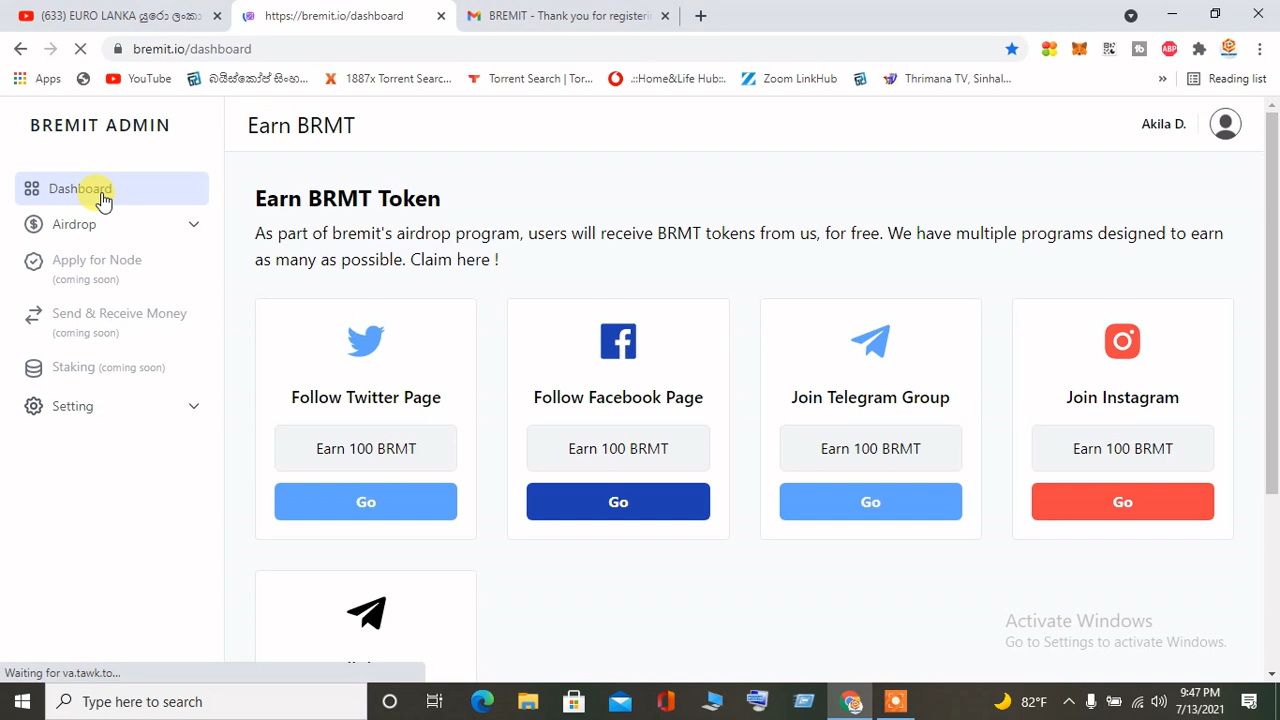 (633) EURO LANKA යුරෝ ලංකා
https://bremit.io/dashboard
BREMIT - Thank you for registerin
bremit.io/dashboard
ABP
Apps
YouTube
බයිස්කෝප් සිංහ...
1887x Torrent Searc...
Torrent Search | Tor...
.::Home&Life Hub::.
Zoom LinkHub
Thrimana TV, Sinhal...
»
Reading list
BREMIT ADMIN
Earn BRMT
Akila D.
Dashboard
Airdrop
Apply for Node
(coming soon)
Send & Receive Money
(coming soon)
Staking (coming soon)
Setting
Earn BRMT Token
As part of bremit's airdrop program, users will receive BRMT tokens from us, for free. We have multiple programs designed to earn
as many as possible. Claim here !
Follow Twitter Page
Earn 100 BRMT
Go
Follow Facebook Page
Earn 100 BRMT
Go
Join Telegram Group
Earn 100 BRMT
Go
Join Instagram
Earn 100 BRMT
Go
Activate Windows
Go to Settings to activate Windows.
Waiting for va.tawk.to...
Type here to search
82°F
9:47 PM
7/13/2021